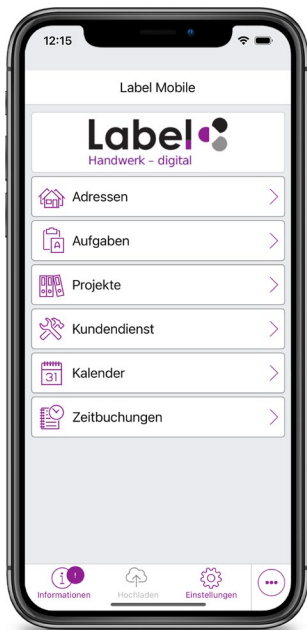 12:15
Label Mobile
Label
Handwerk – digital
Adressen
A
Aufgaben
Projekte
Kundendienst
31
Kalender
Zeitbuchungen
i
!
Informationen
Hochladen
Einstellungen